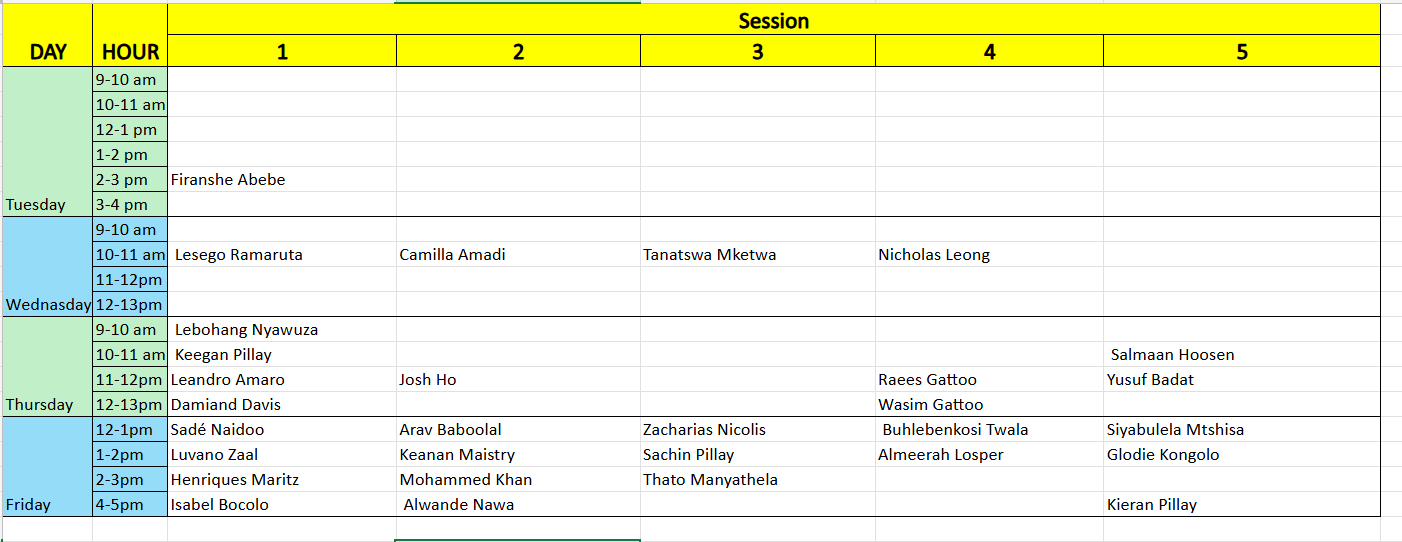 Session
DAY HOUR 1 2 3 4 5
9-10 am
10-11 am
12-1 pm
1-2 pm
2-3 pm Firanshe Abebe
Tuesday 3-4 pm
9-10 am
10-11 am Lesego Ramaruta Camilla Amadi Tanatswa Mketwa Nicholas Leong
11-12pm
Wednasday 12-13pm
9-10 am Lebohang Nyawuza
10-11 am Keegan Pillay Salmaan Hoosen
11-12pm Leandro Amaro Josh Ho Raees Gattoo Yusuf Badat
Thursday 12-13pm Damiand Davis Wasim Gattoo
12-1pm Sadé Naidoo Arav Baboolal Zacharias Nicolis Buhlebenkosi Twala Siyabulela Mtshisa
1-2pm Luvano Zaal Keanan Maistry Sachin Pillay Almeerah Losper Glodie Kongolo
2-3pm Henriques Maritz Mohammed Khan Thato Manyathela
Friday 4-5pm Isabel Bocolo Alwande Nawa Kieran Pillay